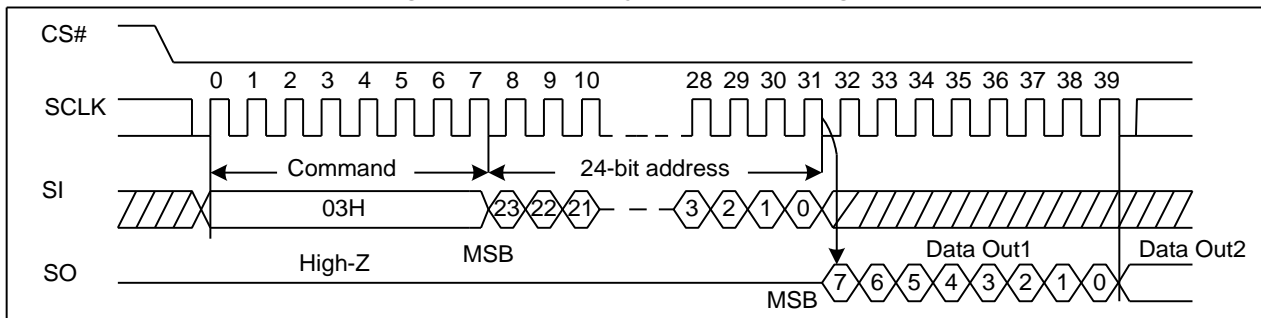 CS#
0 1 2 3 4 5 6 7 8 9 10 28 29 30 31 32 33 34 35 36 37 38 39
SCLK
Command 24-bit address
SI
03H 23 22 21 3 2 1 0
High-Z MSB Data Out1 Data Out2
SO
MSB 7 6 5 4 3 2 1 0